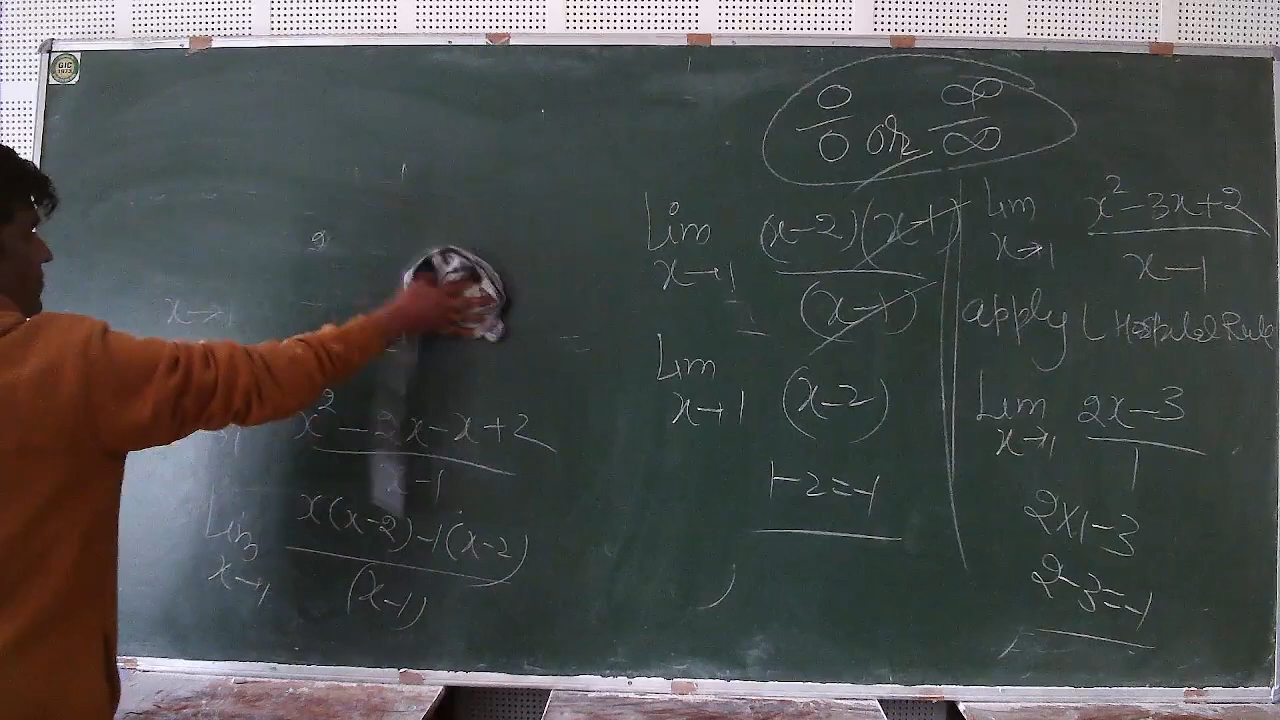 GIC
1973
x→1
x² - 2x - x + 2
-1
Lim x(x-2) - 1(x-2)
x→1 (x-1)
0/0 or ∞/∞
Lim (x-2)(x-1)
x→1 (x-1)
Lim (x-2)
x→1
1-2=-1
Lim x²-3x+2
x→1 x-1
apply L Hospital Rule
Lim 2x-3
x→1 1
2x1-3
2-3=-1